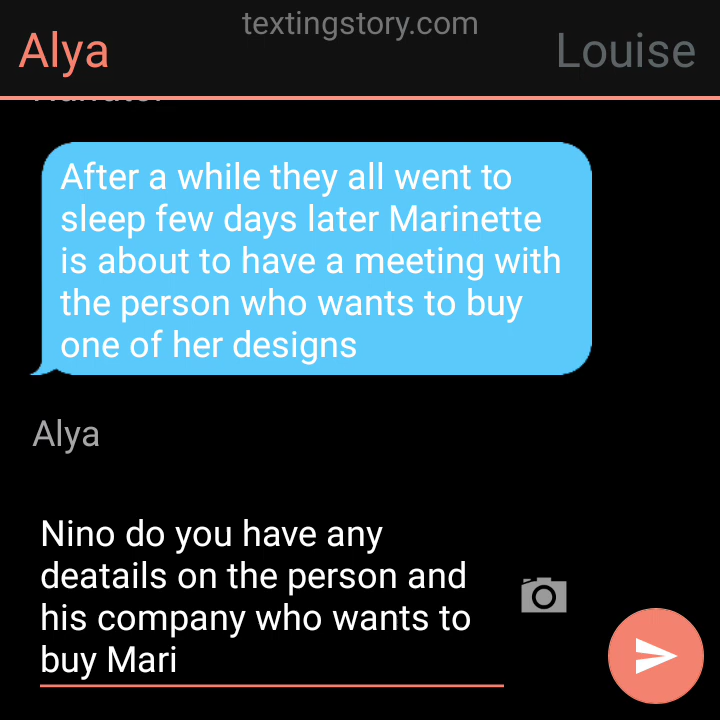 textingstory.com
Alya
Louise
After a while they all went to
sleep few days later Marinette
is about to have a meeting with
the person who wants to buy
one of her designs
Alya
Nino do you have any
deatails on the person and
his company who wants to
buy Mari